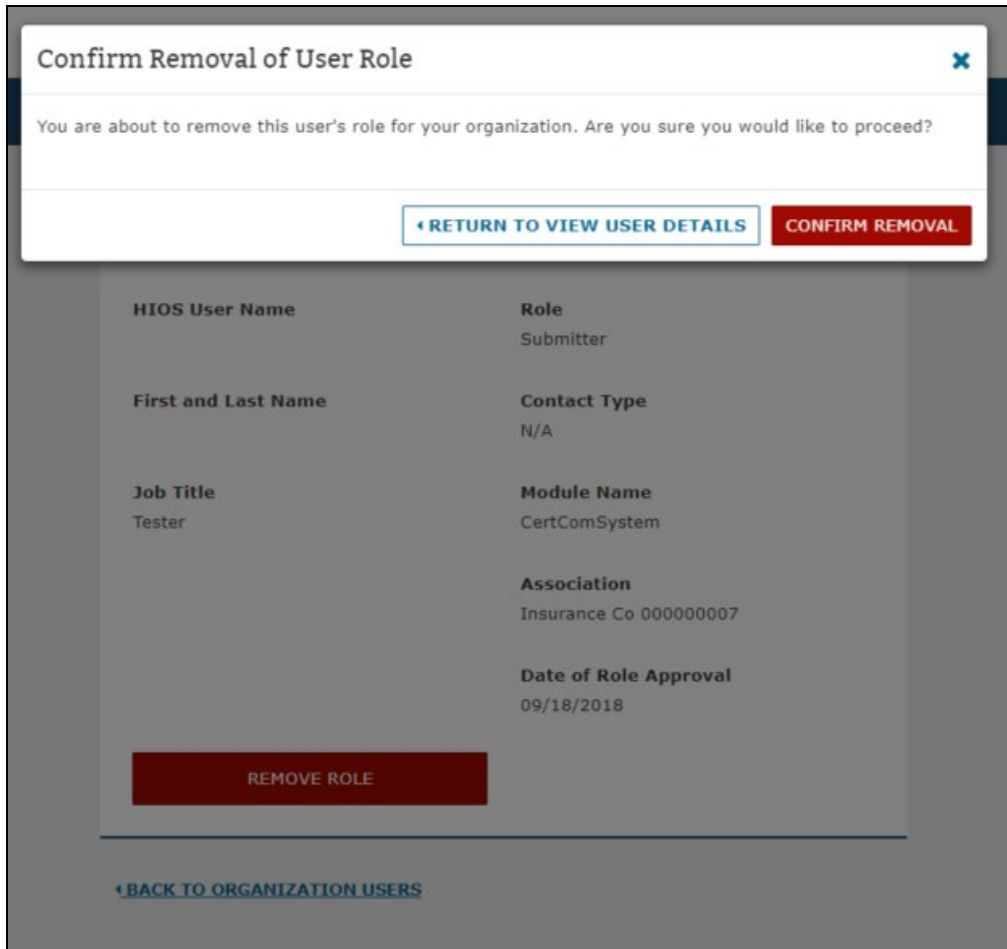 Confirm Removal of User Role
You are about to remove this user's role for your organization. Are you sure you would like to proceed?
RETURN TO VIEW USER DETAILS
CONFIRM REMOVAL
HIOS User Name
Role
Submitter
First and Last Name
Contact Type
N/A
Job Title
Tester
Module Name
CertComSystem
Association
Insurance Co 000000007
Date of Role Approval
09/18/2018
REMOVE ROLE
BACK TO ORGANIZATION USERS